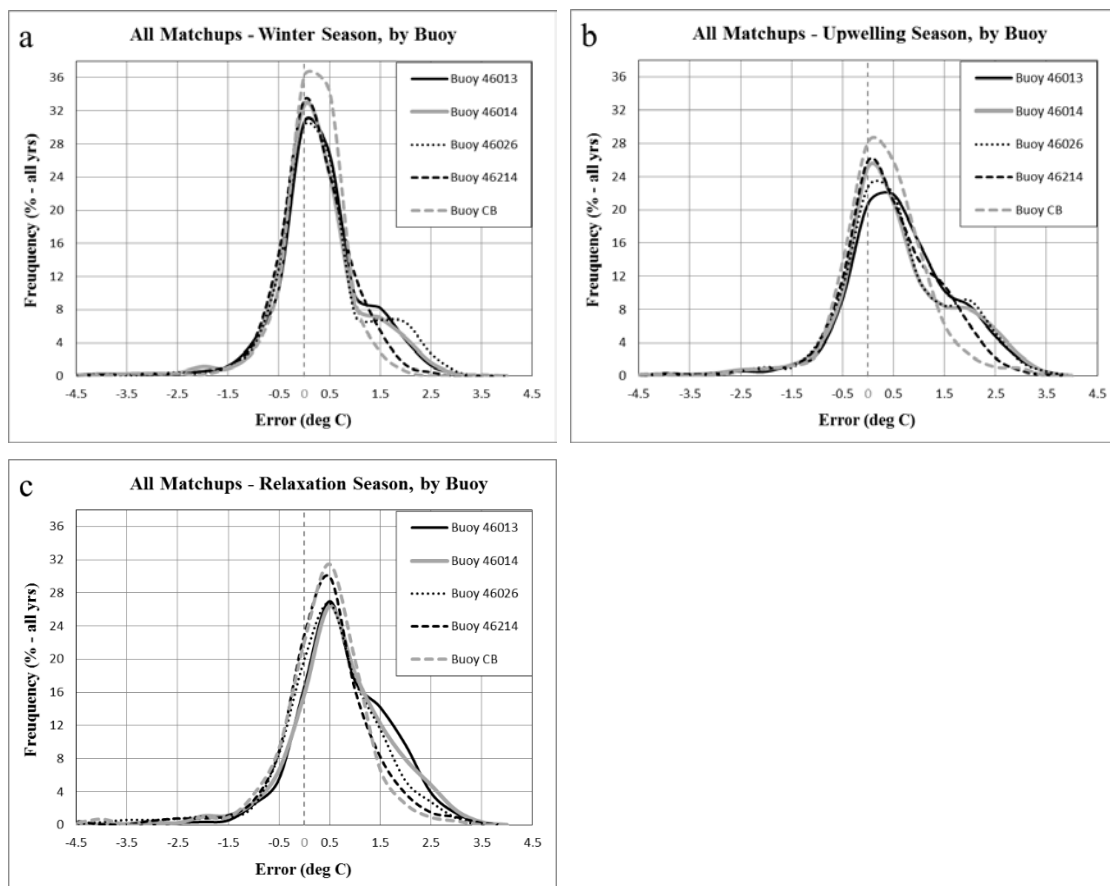 a
All Matchups - Winter Season, by Buoy
Freuquency (% - all yrs)
36
32
28
24
20
16
12
8
4
0
-4.5 -3.5 -2.5 -1.5 -0.5 0 0.5 1.5 2.5 3.5 4.5
Error (deg C)
Buoy 46013
Buoy 46014
Buoy 46026
Buoy 46214
Buoy CB
b
All Matchups - Upwelling Season, by Buoy
Freuquency (% - all yrs)
36
32
28
24
20
16
12
8
4
0
-4.5 -3.5 -2.5 -1.5 -0.5 0 0.5 1.5 2.5 3.5 4.5
Error (deg C)
Buoy 46013
Buoy 46014
Buoy 46026
Buoy 46214
Buoy CB
c
All Matchups - Relaxation Season, by Buoy
Freuquency (% - all yrs)
36
32
28
24
20
16
12
8
4
0
-4.5 -3.5 -2.5 -1.5 -0.5 0 0.5 1.5 2.5 3.5 4.5
Error (deg C)
Buoy 46013
Buoy 46014
Buoy 46026
Buoy 46214
Buoy CB